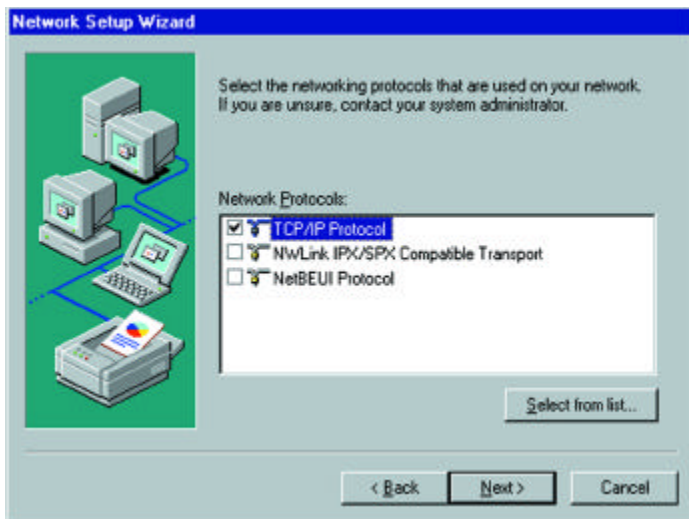 Network Setup Wizard
Select the networking protocols that are used on your network.
If you are unsure, contact your system administrator.
Network Protocols:
TCP/IP Protocol
NWLink IPX/SPX Compatible Transport
NetBEUI Protocol
Select from list...
< Back Next > Cancel